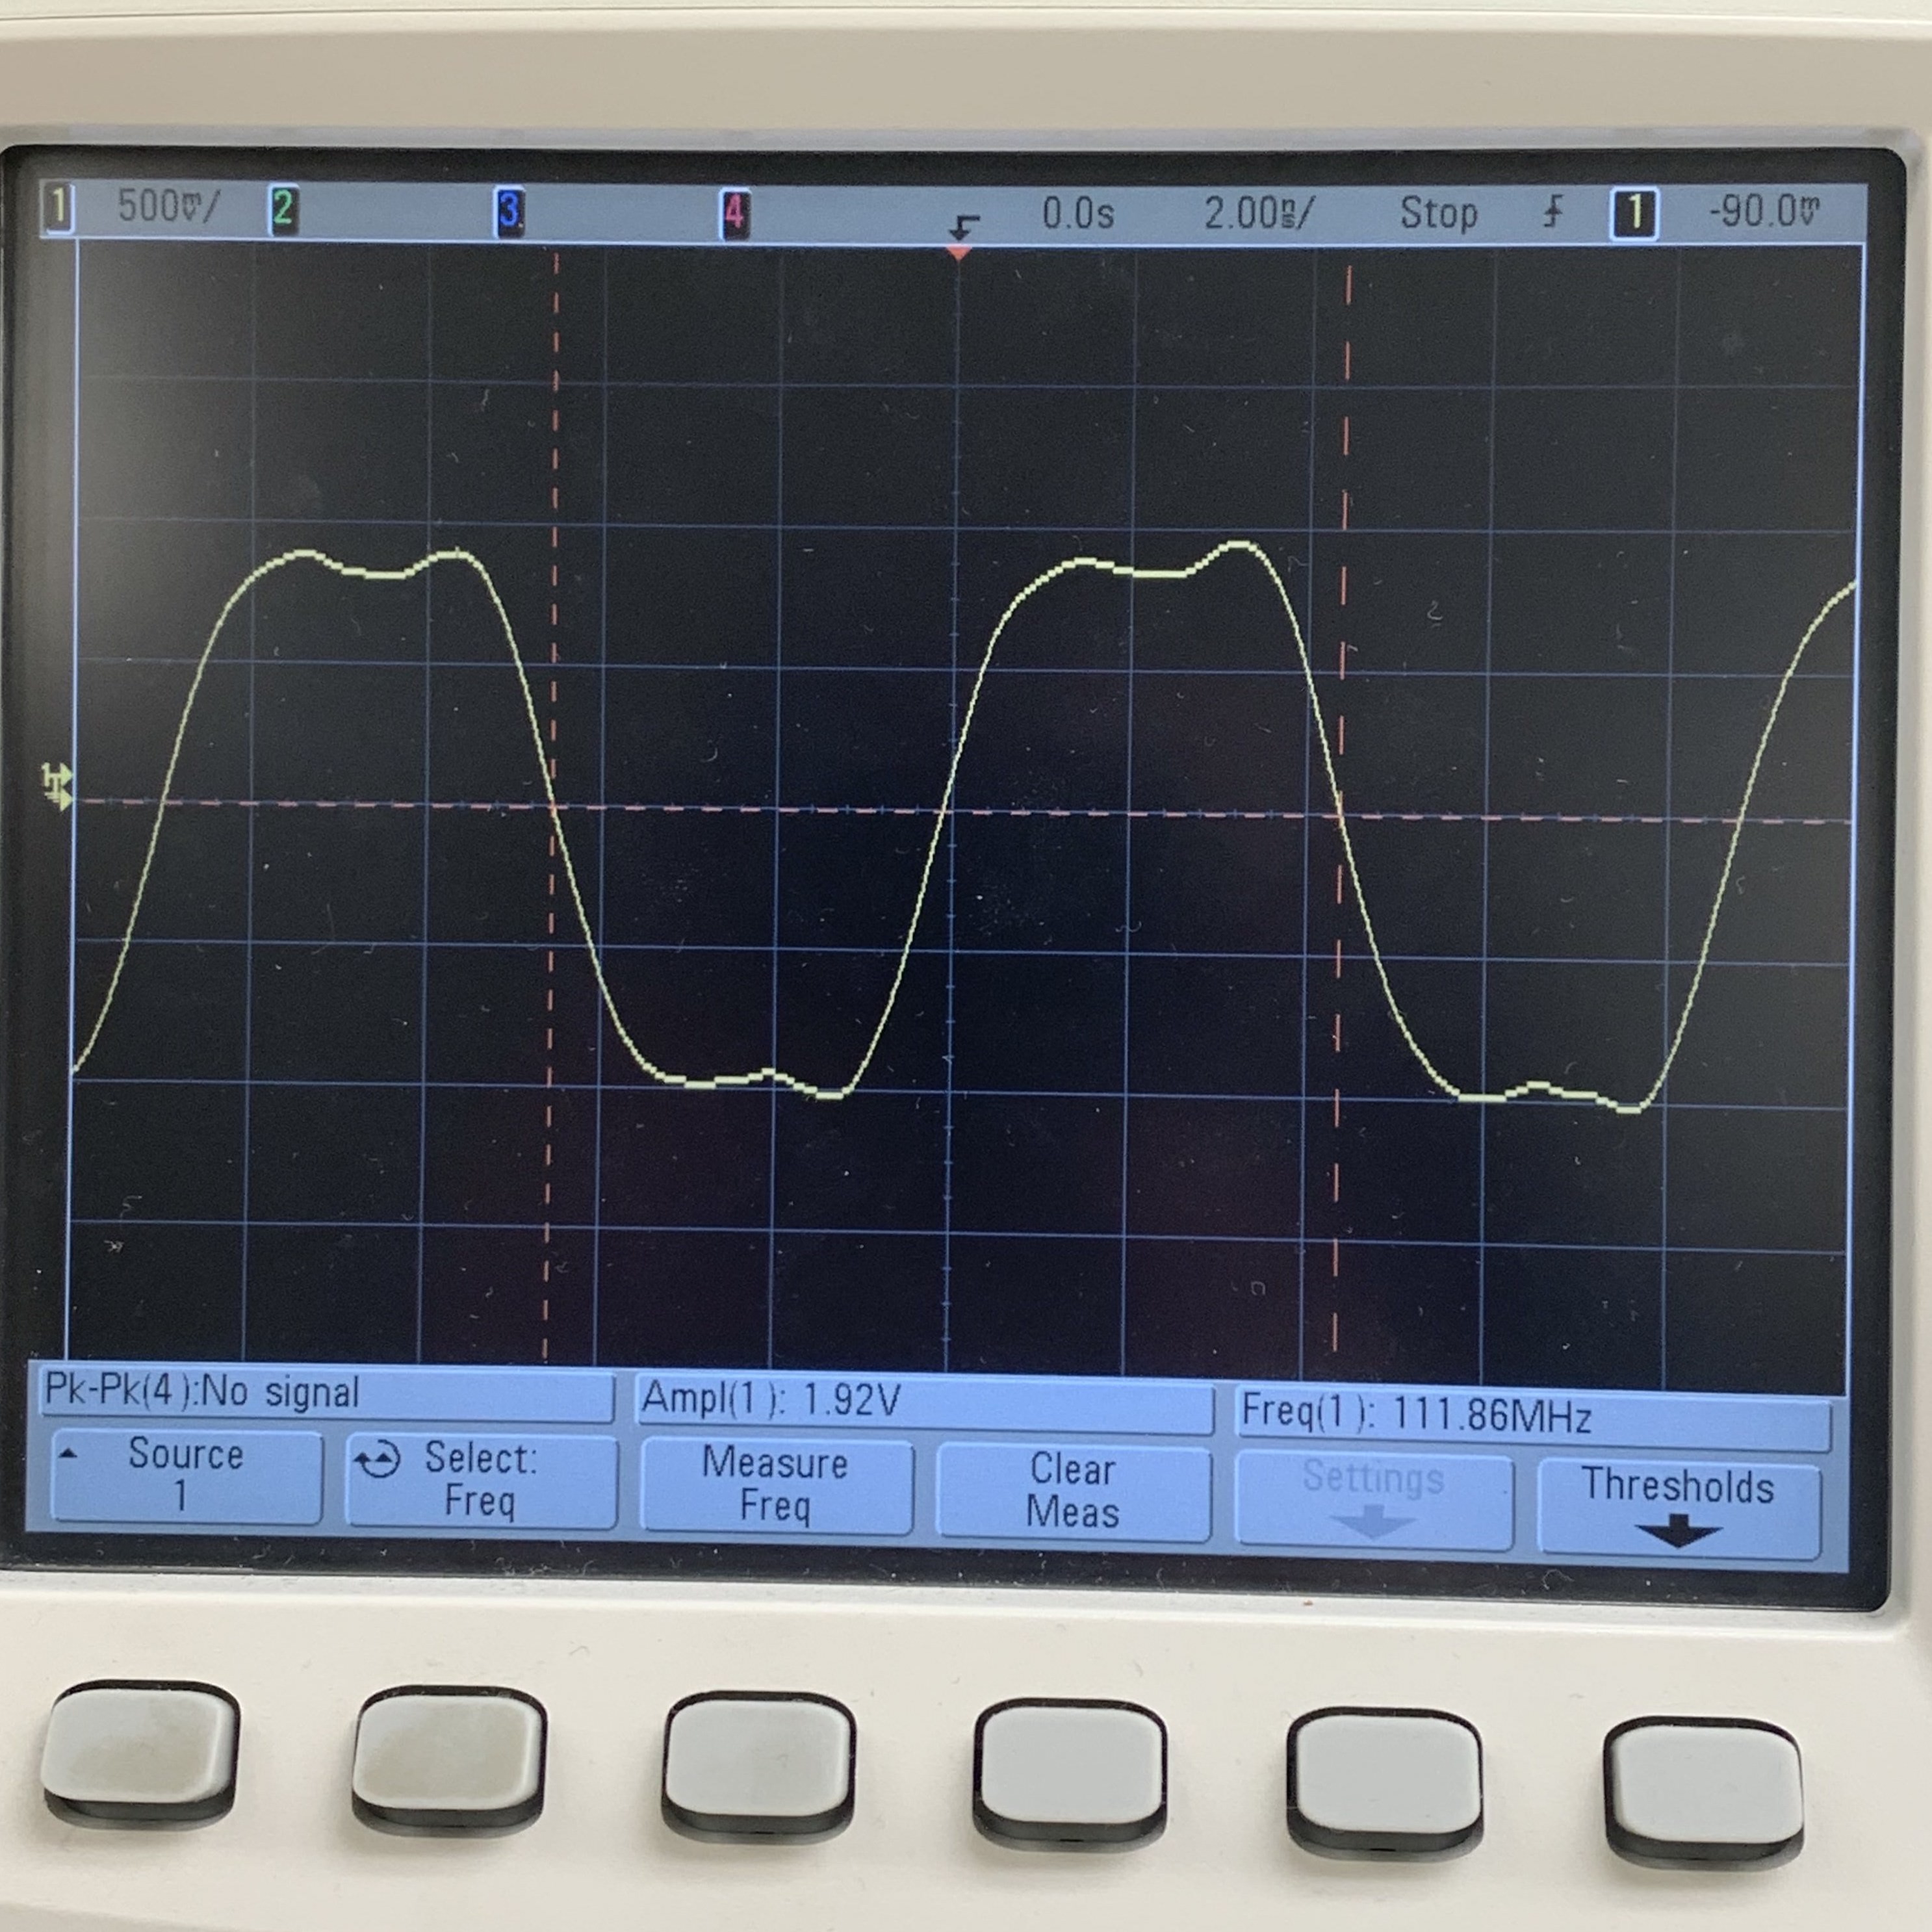 1 500mV/ 2 3 4 0.0s 2.00ns/ Stop 1 -90.0mV
Pk-Pk(4):No signal Ampl(1): 1.92V Freq(1): 111.86MHz
Source Select: Measure Clear Settings Thresholds
1 Freq Freq Meas